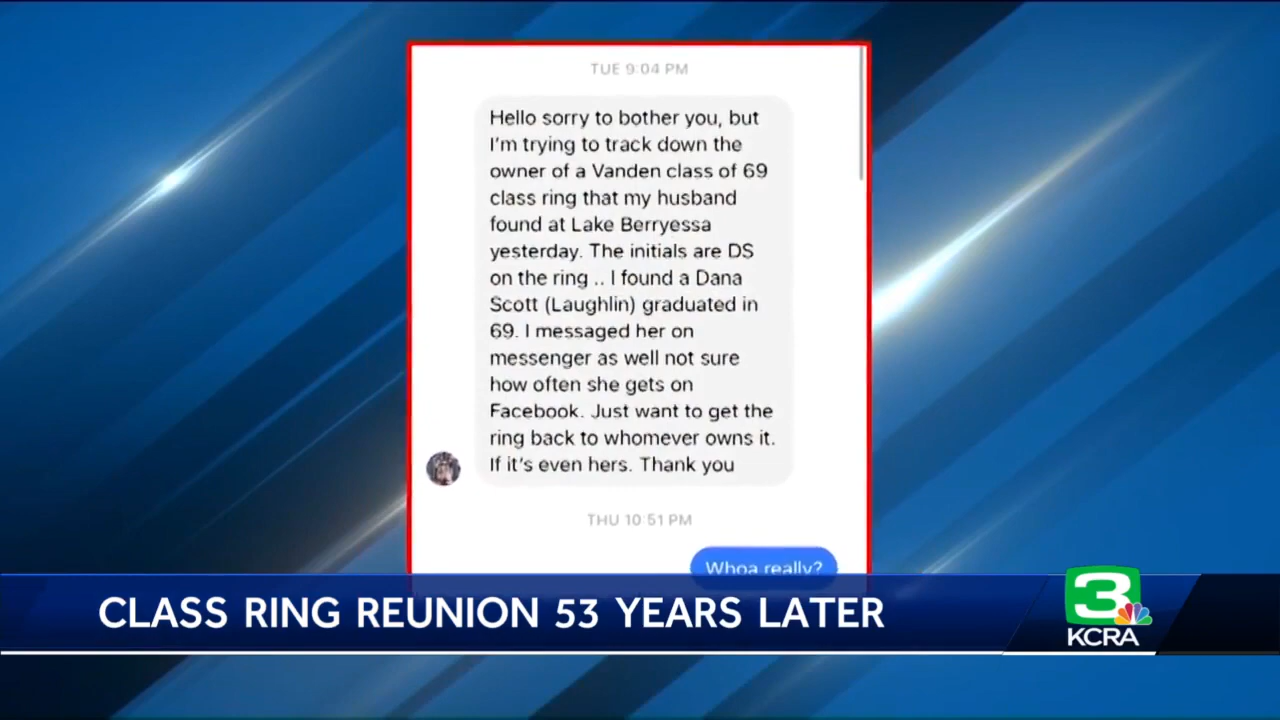 TUE 9:04 PM
Hello sorry to bother you, but
I'm trying to track down the
owner of a Vanden class of 69
class ring that my husband
found at Lake Berryessa
yesterday. The initials are DS
on the ring .. I found a Dana
Scott (Laughlin) graduated in
69. I messaged her on
messenger as well not sure
how often she gets on
Facebook. Just want to get the
ring back to whomever owns it.
If it's even hers. Thank you
THU 10:51 PM
Whoa really?
CLASS RING REUNION 53 YEARS LATER
3
KCRA